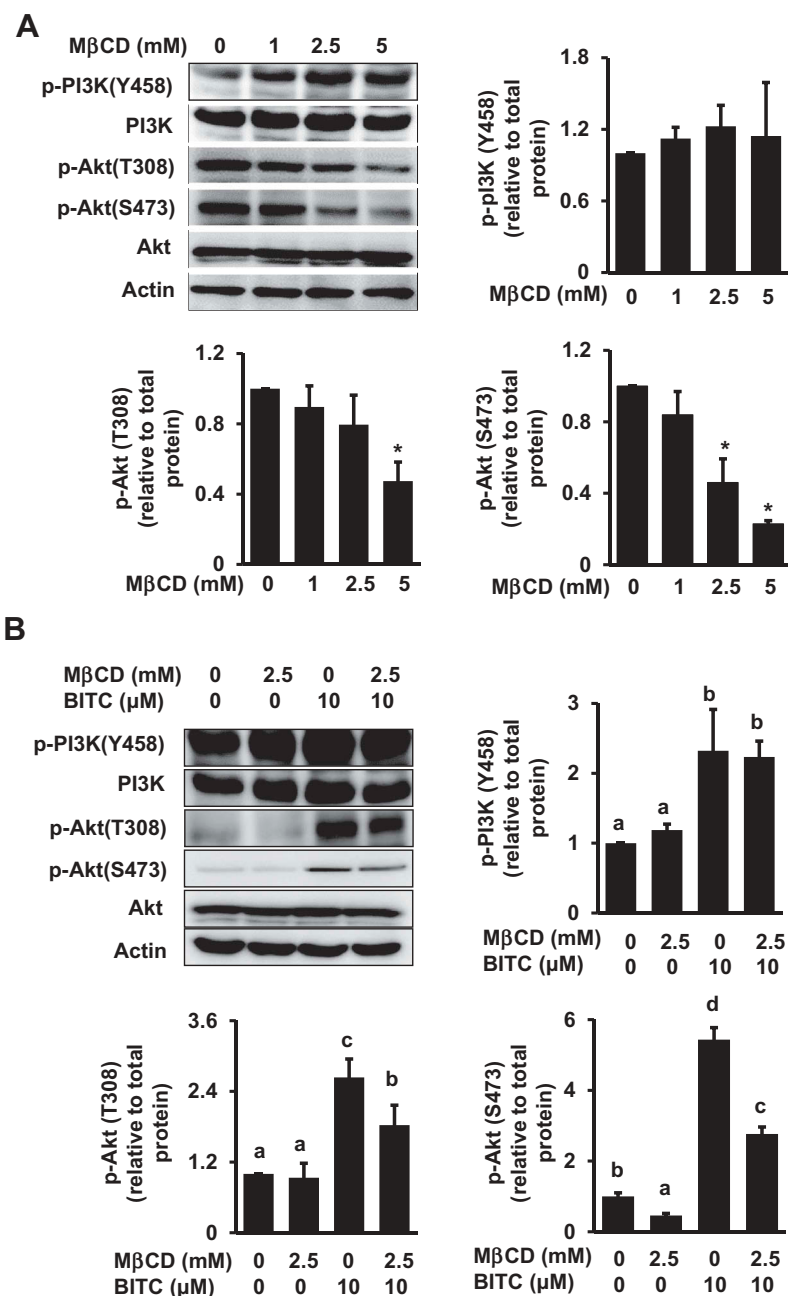 A
MβCD (mM) 0 1 2.5 5
p-PI3K(Y458)
PI3K
p-Akt(T308)
p-Akt(S473)
Akt
Actin
p-pI3K (Y458)
(relative to total
protein)
1.8
1.2
0.6
0
MβCD (mM) 0 1 2.5 5
p-Akt (T308)
(relative to total
protein)
1.2
0.8
0.4
0
*
MβCD (mM) 0 1 2.5 5
p-Akt (S473)
(relative to total
protein)
1.2
0.8
0.4
0
*
*
MβCD (mM) 0 1 2.5 5
B
MβCD (mM) 0 2.5 0 2.5
BITC (µM) 0 0 10 10
p-PI3K(Y458)
PI3K
p-Akt(T308)
p-Akt(S473)
Akt
Actin
p-PI3K (Y458)
(relative to total
protein)
3
2
1
0
a a b b
MβCD (mM) 0 2.5 0 2.5
BITC (µM) 0 0 10 10
p-Akt (T308)
(relative to total
protein)
3.6
2.4
1.2
0
a a c b
MβCD (mM) 0 2.5 0 2.5
BITC (µM) 0 0 10 10
p-Akt (S473)
(relative to total
protein)
6
4
2
0
b a d c
MβCD (mM) 0 2.5 0 2.5
BITC (µM) 0 0 10 10